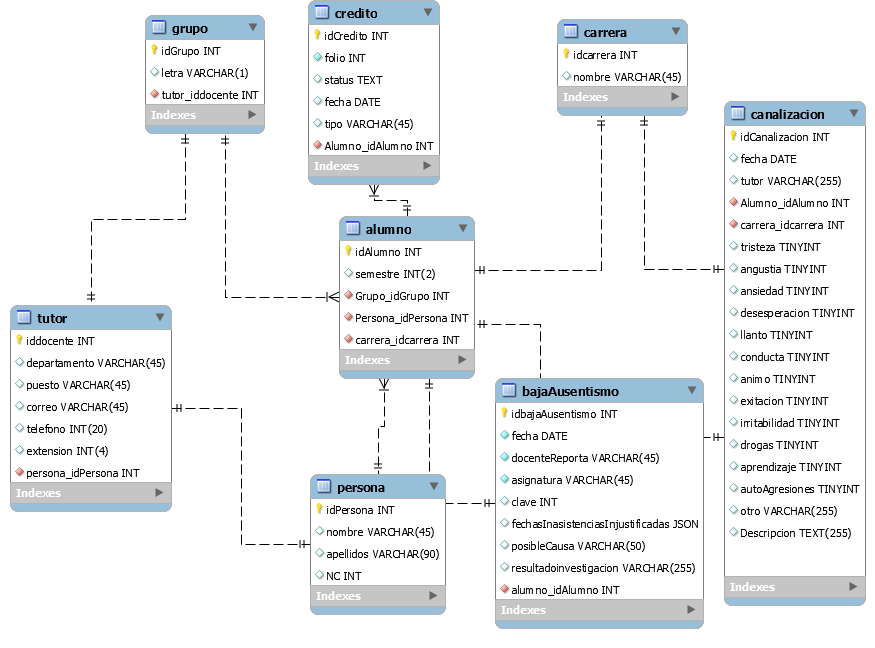 grupo
idGrupo INT
letra VARCHAR(1)
tutor_iddocente INT
Indexes
credito
idCredito INT
folio INT
status TEXT
fecha DATE
tipo VARCHAR(45)
Alumno_idAlumno INT
Indexes
carrera
idcarrera INT
nombre VARCHAR(45)
Indexes
canalizacion
idCanalizacion INT
fecha DATE
tutor VARCHAR(255)
Alumno_idAlumno INT
carrera_idcarrera INT
tristeza TINYINT
angustia TINYINT
ansiedad TINYINT
desesperacion TINYINT
llanto TINYINT
conducta TINYINT
animo TINYINT
exitacion TINYINT
irritabilidad TINYINT
drogas TINYINT
aprendizaje TINYINT
autoAgresiones TINYINT
otro VARCHAR(255)
Descripcion TEXT(255)
Indexes
alumno
idAlumno INT
semestre INT(2)
Grupo_idGrupo INT
Persona_idPersona INT
carrera_idcarrera INT
Indexes
tutor
iddocente INT
departamento VARCHAR(45)
puesto VARCHAR(45)
correo VARCHAR(45)
telefono INT(20)
extension INT(4)
persona_idPersona INT
Indexes
bajaAusentismo
idbajaAusentismo INT
fecha DATE
docenteReporta VARCHAR(45)
asignatura VARCHAR(45)
clave INT
fechasInasistenciasInjustificadas JSON
posibleCausa VARCHAR(50)
resultadoinvestigacion VARCHAR(255)
alumno_idAlumno INT
Indexes
persona
idPersona INT
nombre VARCHAR(45)
apellidos VARCHAR(90)
NC INT
Indexes